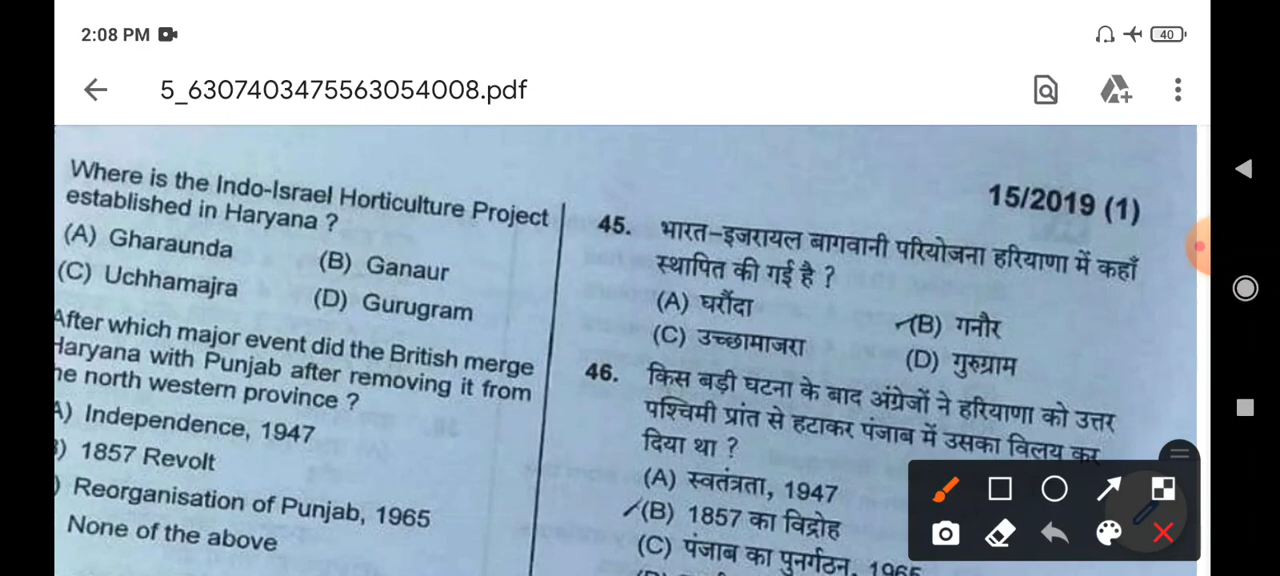 2:08 PM
40
5_6307403475563054008.pdf
15/2019 (1)
Where is the Indo-Israel Horticulture Project
established in Haryana ?
(A) Gharaunda
(B) Ganaur
(C) Uchhamajra
(D) Gurugram
After which major event did the British merge
Haryana with Punjab after removing it from
he north western province ?
A) Independence, 1947
) 1857 Revolt
) Reorganisation of Punjab, 1965
None of the above
45. भारत-इजरायल बागवानी परियोजना हरियाणा में कहाँ
स्थापित की गई है ?
(A) घरौंदा
(B) गनौर
(C) उच्छामाजरा
(D) गुरुग्राम
46. किस बड़ी घटना के बाद अंग्रेजों ने हरियाणा को उत्तर
पश्चिमी प्रांत से हटाकर पंजाब में उसका विलय कर
दिया था ?
(A) स्वतंत्रता, 1947
(B) 1857 का विद्रोह
(C) पंजाब का पुनर्गठन, 1965